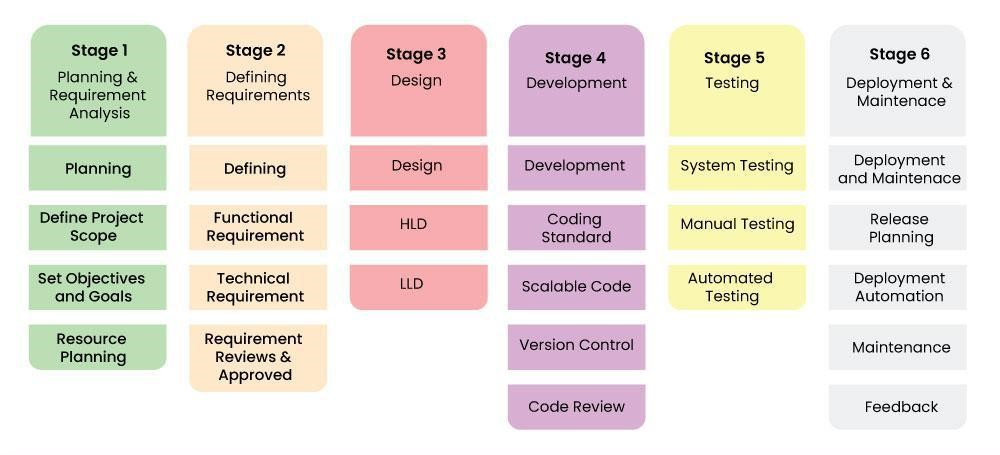 Stage 1
Planning &
Requirement
Analysis
Planning
Define Project
Scope
Set Objectives
and Goals
Resource
Planning
Stage 2
Defining
Requirements
Defining
Functional
Requirement
Technical
Requirement
Requirement
Reviews &
Approved
Stage 3
Design
Design
HLD
LLD
Stage 4
Development
Development
Coding
Standard
Scalable Code
Version Control
Code Review
Stage 5
Testing
System Testing
Manual Testing
Automated
Testing
Stage 6
Deployment &
Maintenace
Deployment
and Maintenace
Release
Planning
Deployment
Automation
Maintenance
Feedback